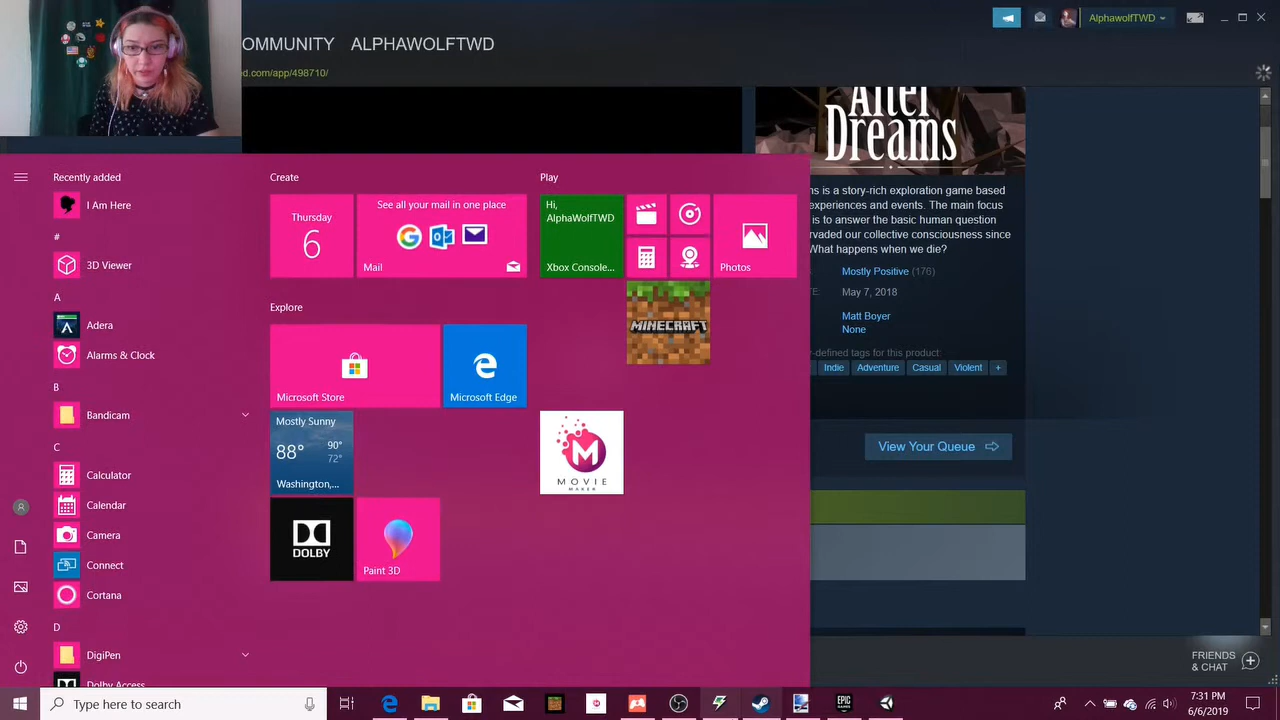 OMMUNITY ALPHAWOLFTWD
AlphawolfTWD
ed.com/app/498710/
After
Dreams
ns is a story-rich exploration game based
experiences and events. The main focus
is to answer the basic human question
rvaded our collective consciousness since
What happens when we die?
Mostly Positive (176)
TE: May 7, 2018
Matt Boyer
None
r-defined tags for this product:
Indie Adventure Casual Violent +
View Your Queue
FRIENDS
& CHAT
Recently added
I Am Here
#
3D Viewer
A
Adera
Alarms & Clock
B
Bandicam
C
Calculator
Calendar
Camera
Connect
Cortana
D
DigiPen
Dolby Access
Create
Thursday
6
See all your mail in one place
Mail
Explore
Microsoft Store
Microsoft Edge
Mostly Sunny
88° 90°
72°
Washington,...
DOLBY
Paint 3D
Play
Hi,
AlphaWolfTWD
Xbox Console...
Photos
MINECRAFT
M
MOVIE
MAKER
Type here to search
EPIC
GAMES
7:31 PM
6/6/2019